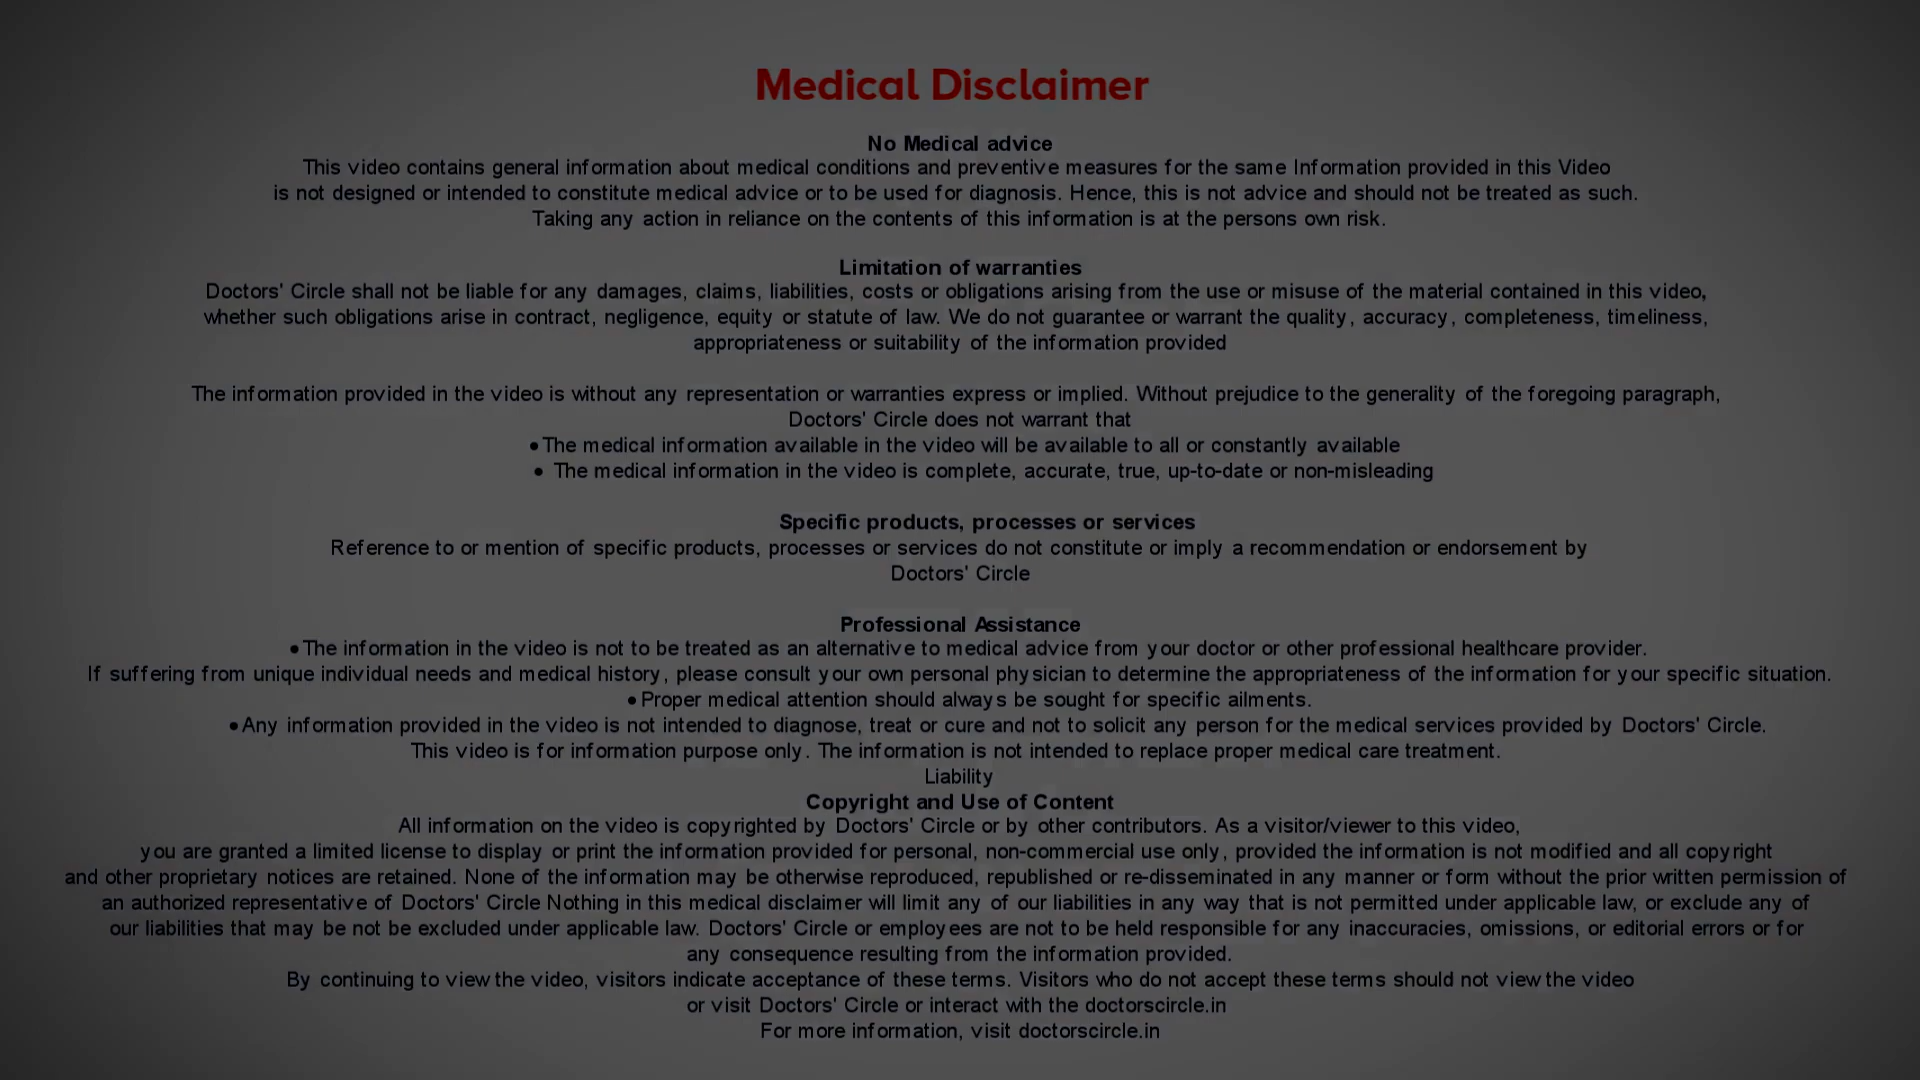 Medical Disclaimer
No Medical advice
This video contains general information about medical conditions and preventive measures for the same Information provided in this Video
is not designed or intended to constitute medical advice or to be used for diagnosis. Hence, this is not advice and should not be treated as such.
Taking any action in reliance on the contents of this information is at the persons own risk.
Limitation of warranties
Doctors' Circle shall not be liable for any damages, claims, liabilities, costs or obligations arising from the use or misuse of the material contained in this video,
whether such obligations arise in contract, negligence, equity or statute of law. We do not guarantee or warrant the quality, accuracy, completeness, timeliness,
appropriateness or suitability of the information provided
The information provided in the video is without any representation or warranties express or implied. Without prejudice to the generality of the foregoing paragraph,
Doctors' Circle does not warrant that
•The medical information available in the video will be available to all or constantly available
• The medical information in the video is complete, accurate, true, up-to-date or non-misleading
Specific products, processes or services
Reference to or mention of specific products, processes or services do not constitute or imply a recommendation or endorsement by
Doctors' Circle
Professional Assistance
•The information in the video is not to be treated as an alternative to medical advice from your doctor or other professional healthcare provider.
If suffering from unique individual needs and medical history, please consult your own personal physician to determine the appropriateness of the information for your specific situation.
•Proper medical attention should always be sought for specific ailments.
•Any information provided in the video is not intended to diagnose, treat or cure and not to solicit any person for the medical services provided by Doctors' Circle.
This video is for information purpose only. The information is not intended to replace proper medical care treatment.
Liability
Copyright and Use of Content
All information on the video is copyrighted by Doctors' Circle or by other contributors. As a visitor/viewer to this video,
you are granted a limited license to display or print the information provided for personal, non-commercial use only, provided the information is not modified and all copyright
and other proprietary notices are retained. None of the information may be otherwise reproduced, republished or re-disseminated in any manner or form without the prior written permission of
an authorized representative of Doctors' Circle Nothing in this medical disclaimer will limit any of our liabilities in any way that is not permitted under applicable law, or exclude any of
our liabilities that may be not be excluded under applicable law. Doctors' Circle or employees are not to be held responsible for any inaccuracies, omissions, or editorial errors or for
any consequence resulting from the information provided.
By continuing to view the video, visitors indicate acceptance of these terms. Visitors who do not accept these terms should not view the video
or visit Doctors' Circle or interact with the doctorscircle.in
For more information, visit doctorscircle.in